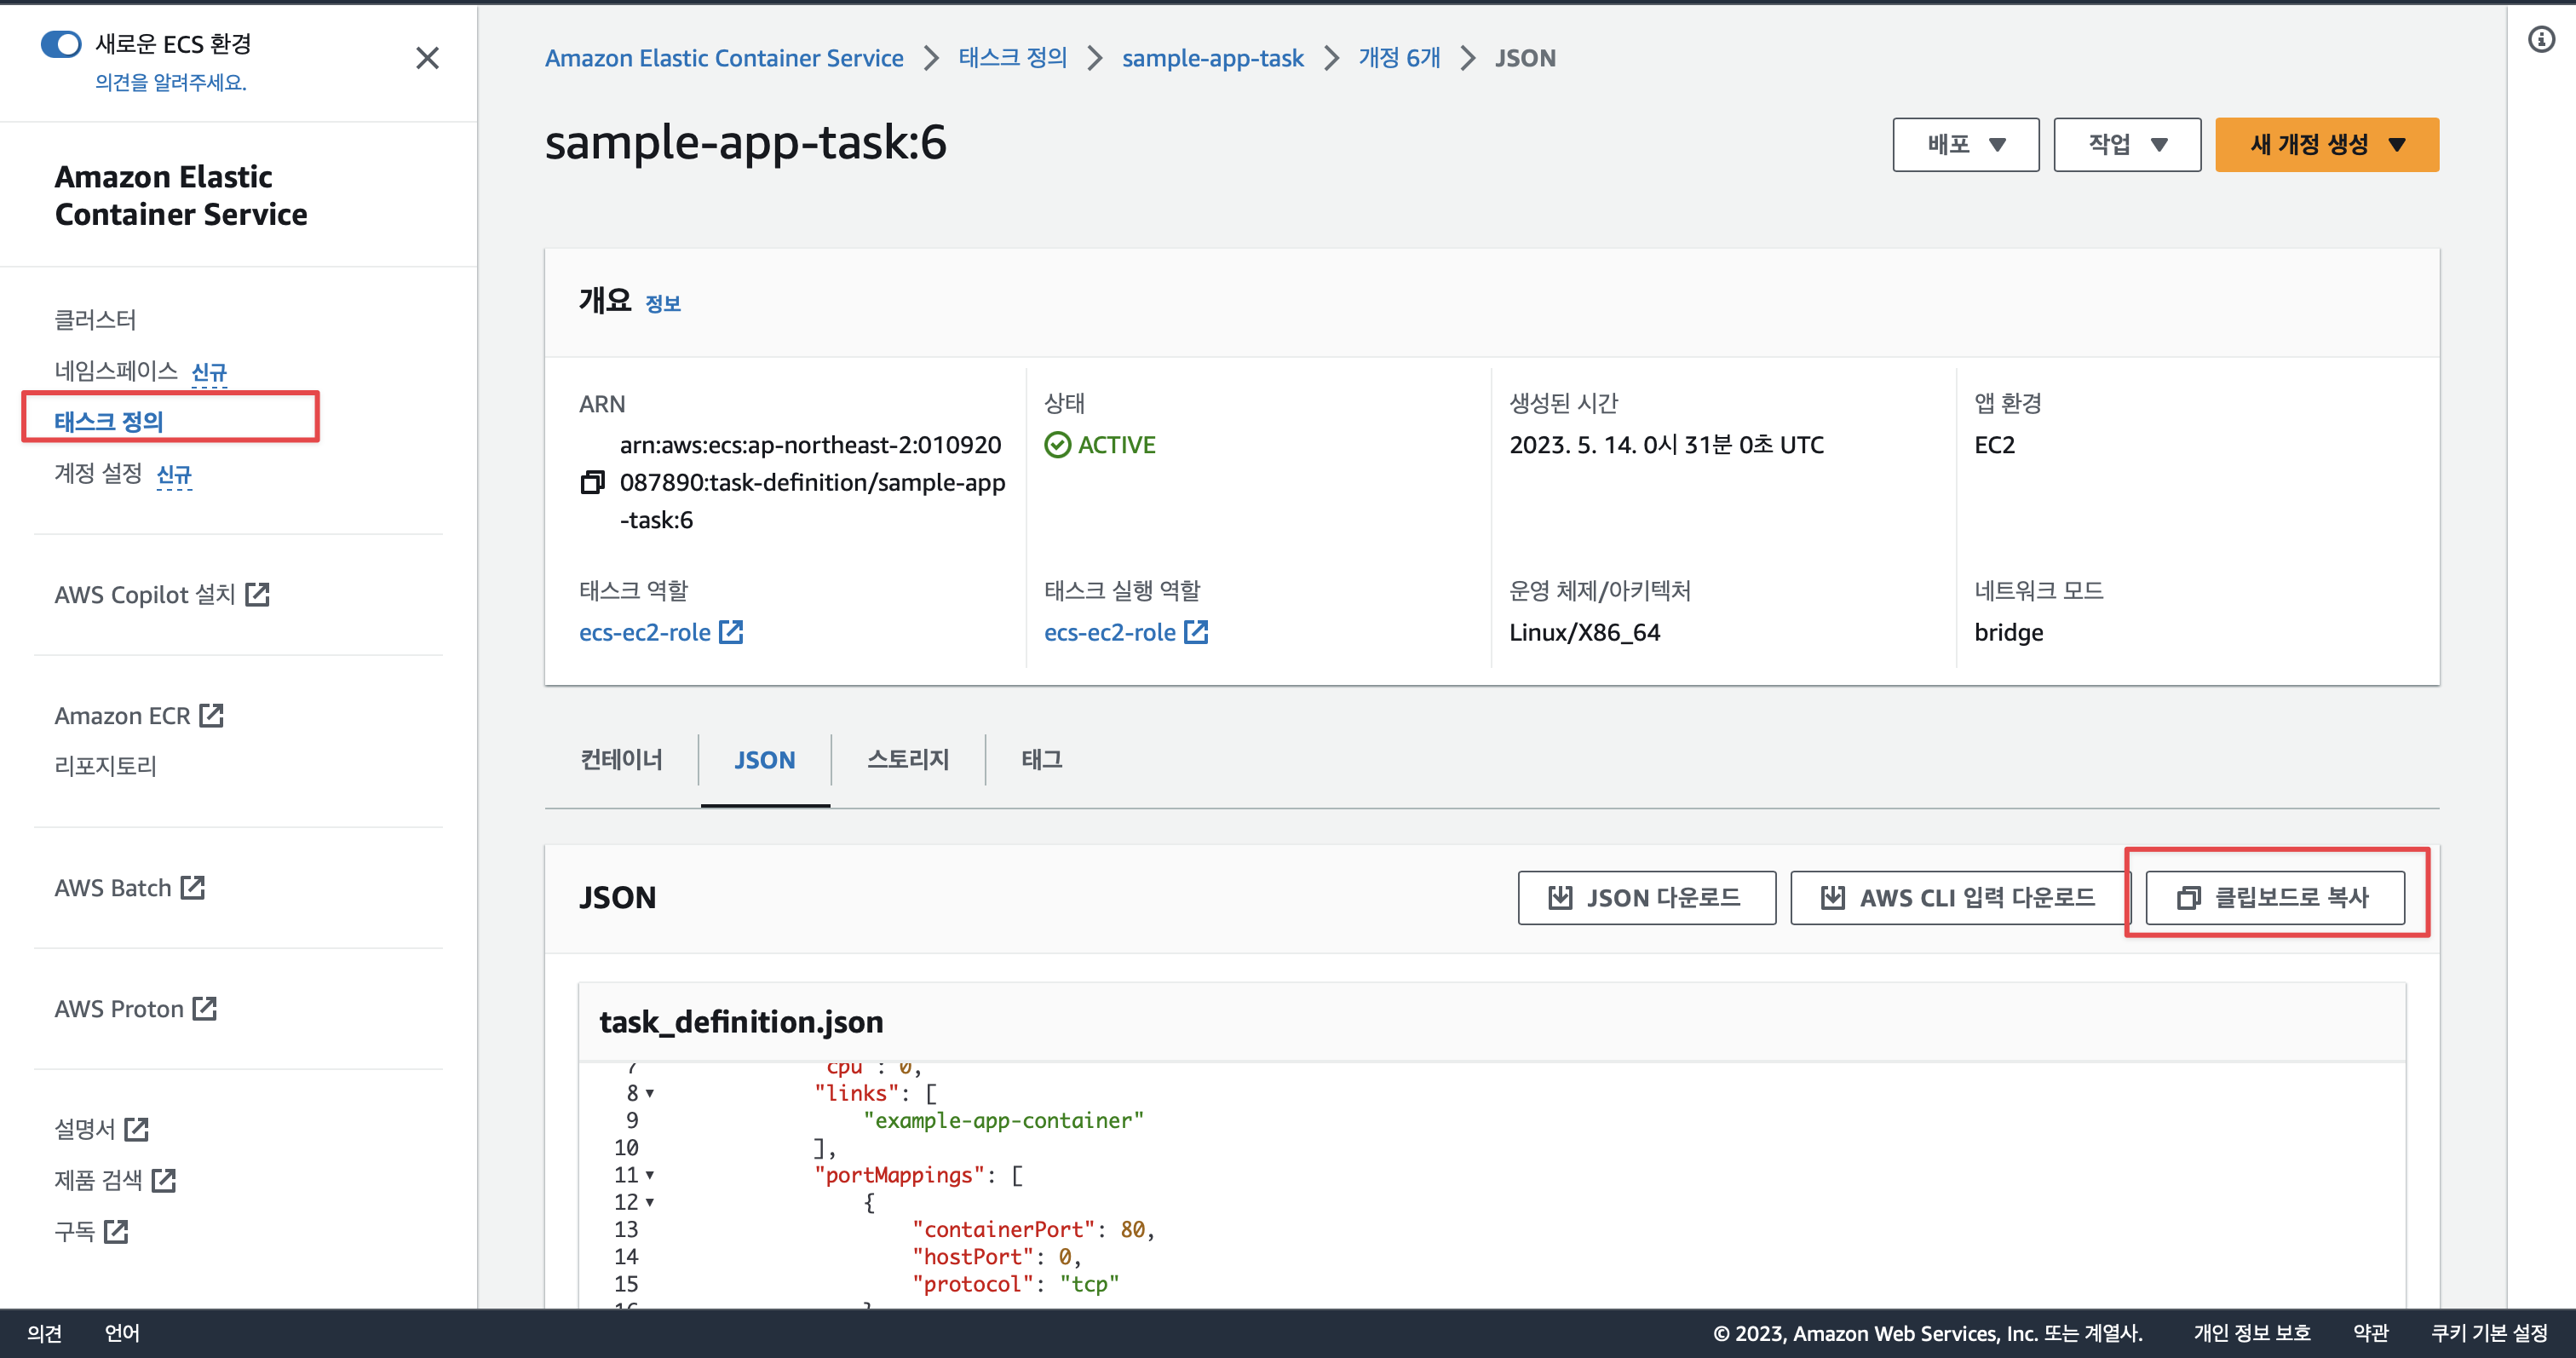 새로운 ECS 환경
의견을 알려주세요.
Amazon Elastic
Container Service
클러스터
네임스페이스 신규
태스크 정의
계정 설정 신규
AWS Copilot 설치
Amazon ECR
리포지토리
AWS Batch
AWS Proton
설명서
제품 검색
구독
Amazon Elastic Container Service 태스크 정의 sample-app-task 개정 6개 JSON
sample-app-task:6
배포 작업 새 개정 생성
개요 정보
ARN
arn:aws:ecs:ap-northeast-2:010920
087890:task-definition/sample-app
-task:6
상태
ACTIVE
생성된 시간
2023. 5. 14. 0시 31분 0초 UTC
앱 환경
EC2
태스크 역할
ecs-ec2-role
태스크 실행 역할
ecs-ec2-role
운영 체제/아키텍처
Linux/X86_64
네트워크 모드
bridge
컨테이너 JSON 스토리지 태그
JSON
JSON 다운로드 AWS CLI 입력 다운로드 클립보드로 복사
task_definition.json
7 "cpu": 0,
8 "links": [
9 "example-app-container"
10 ],
11 "portMappings": [
12 {
13 "containerPort": 80,
14 "hostPort": 0,
15 "protocol": "tcp"
16 }
의견 언어 © 2023, Amazon Web Services, Inc. 또는 계열사. 개인 정보 보호 약관 쿠키 기본 설정